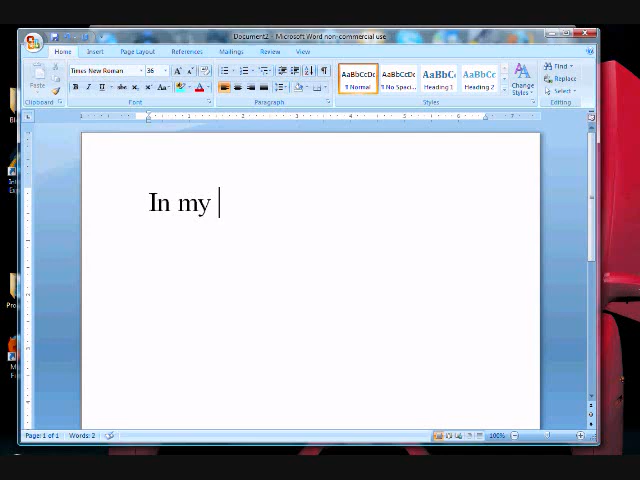 Document2 - Microsoft Word non-commercial use
Home Insert Page Layout References Mailings Review View
Times New Roman 36
Paste
AaBbCcDc AaBbCcDc AaBbC AaBbCc
¶ Normal ¶ No Spaci... Heading 1 Heading 2
Change Styles
Find
Replace
Select
Clipboard Font Paragraph Styles Editing
In my
Page: 1 of 1 Words: 2 100%